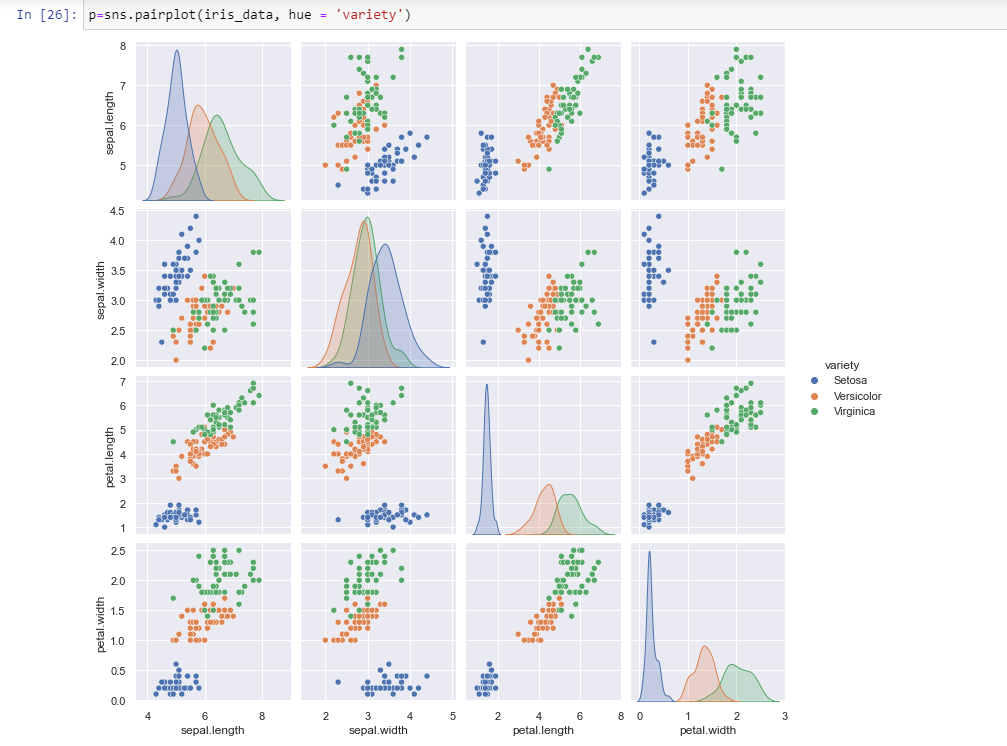 In [26]: p=sns.pairplot(iris_data, hue = 'variety')
8
7
6
5
sepal.length
4.5
4.0
3.5
3.0
2.5
2.0
sepal.width
7
6
5
4
3
2
1
petal.length
2.5
2.0
1.5
1.0
0.5
0.0
petal.width
4 6 8
sepal.length
2 3 4 5
sepal.width
2 4 6 8
petal.length
0 1 2 3
petal.width
variety
Setosa
Versicolor
Virginica